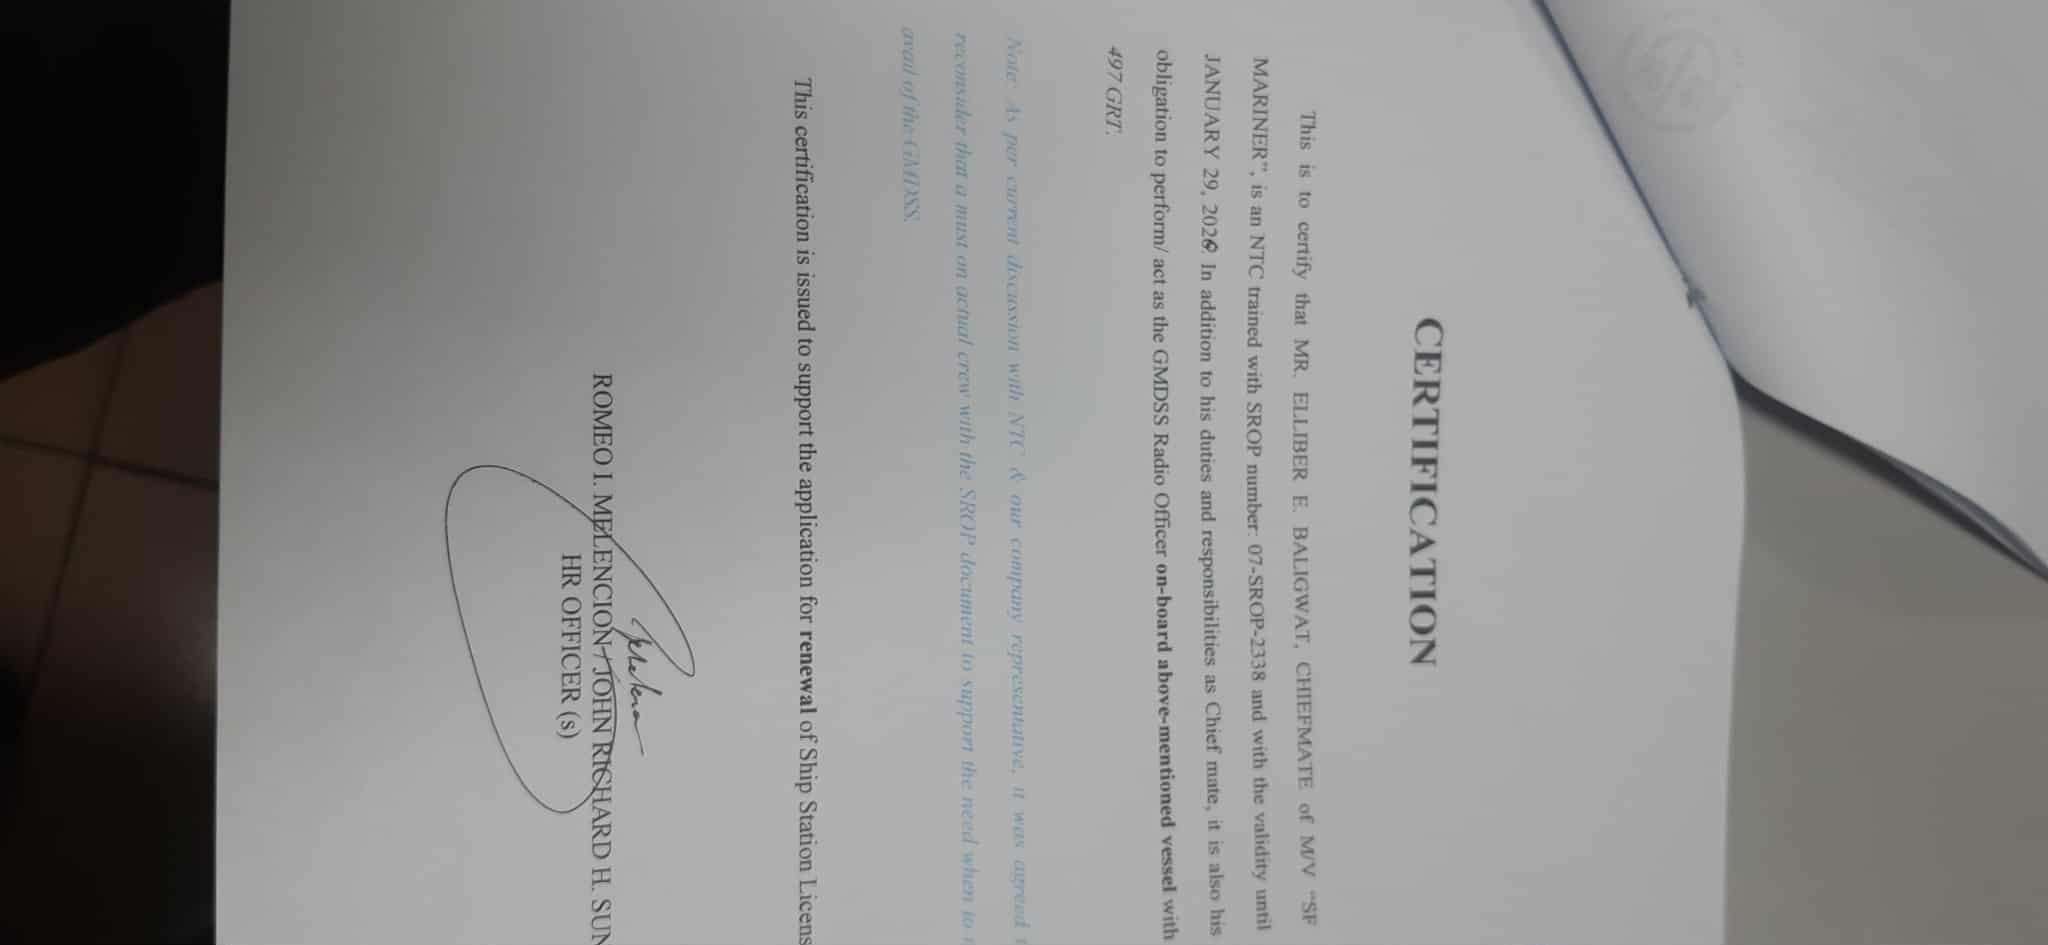 CERTIFICATION
This is to certify that MR. ELLIBER E. BALIGWAT, CHIEFMATE of M/V "SF
MARINER", is an NTC trained with SROP number: 07-SROP-2338 and with the validity until
JANUARY 29, 2026 In addition to his duties and responsibilities as Chief mate, it is also his
obligation to perform/ act as the GMDSS Radio Officer on-board above-mentioned vessel with
497 GRT.
Note: As per current discussion with NTC & our company representative, it was agreed
reconsider that a must on actual crew with the SROP document to support the need when to
avail of the GMDSS.
This certification is issued to support the application for renewal of Ship Station Licens
ROMEO I. MELENCION / JOHN RICHARD H. SUN
HR OFFICER (s)